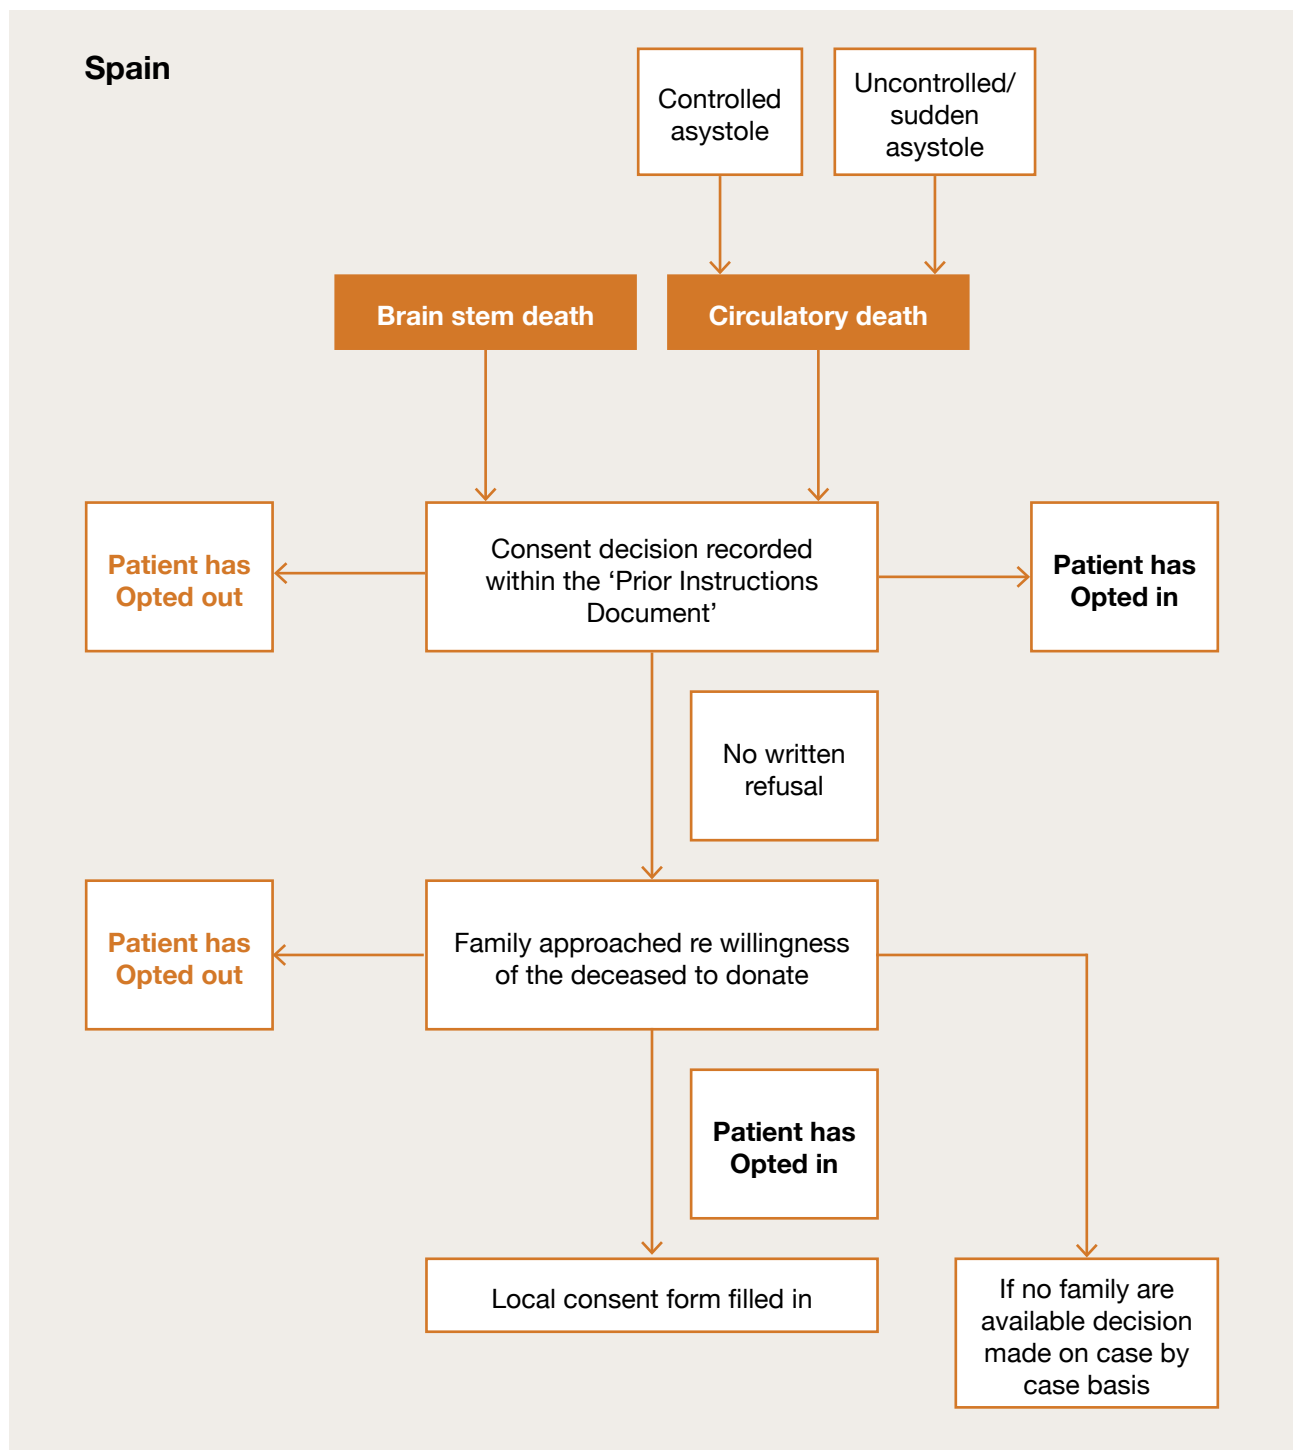 Spain
Controlled
asystole
Uncontrolled/
sudden
asystole
Brain stem death
Circulatory death
Patient has
Opted out
Consent decision recorded
within the ‘Prior Instructions
Document’
Patient has
Opted in
No written
refusal
Patient has
Opted out
Family approached re willingness
of the deceased to donate
Patient has
Opted in
Local consent form filled in
If no family are
available decision
made on case by
case basis